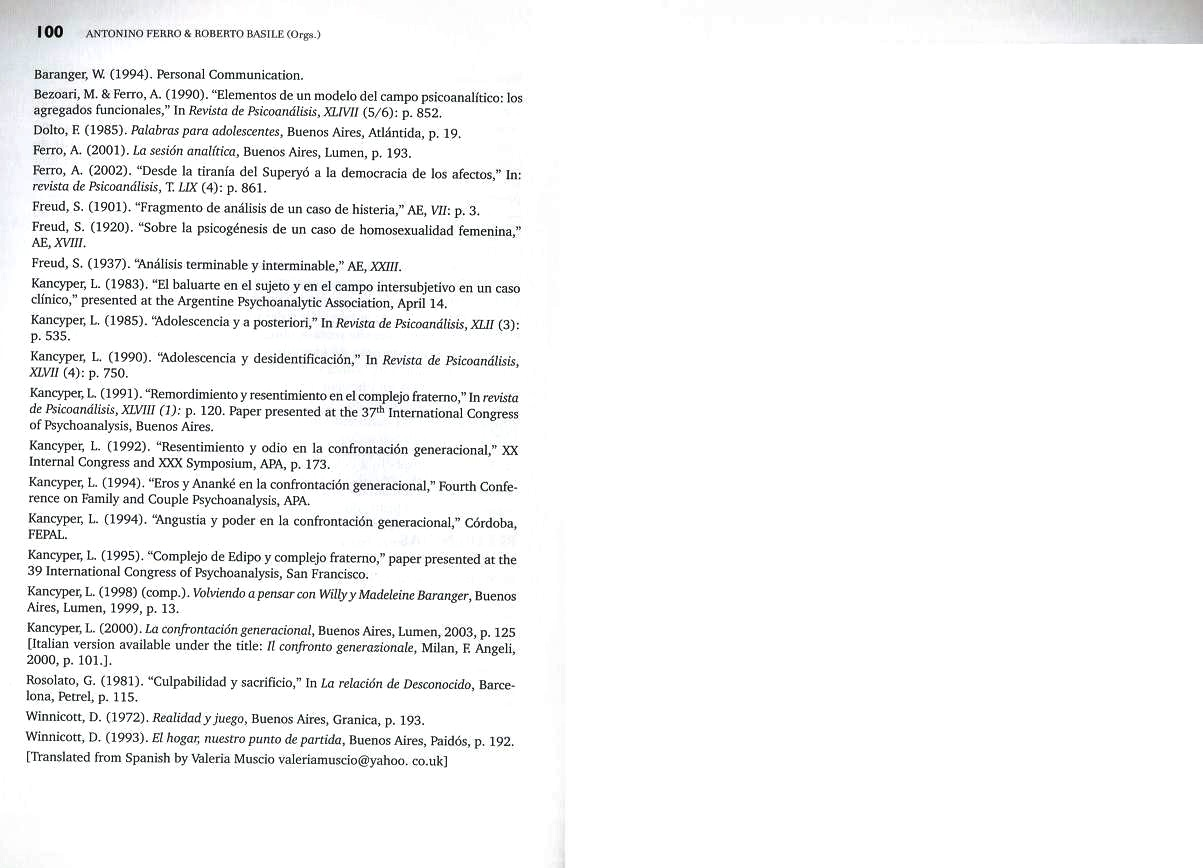 100 ANTONINO FERRO & ROBERTO BASILE (Orgs.)
Baranger, W. (1994). Personal Communication.
Bezoari, M. & Ferro, A. (1990). “Elementos de un modelo del campo psicoanalítico: los
agregados funcionales,” In Revista de Psicoanálisis, XLIVII (5/6): p. 852.
Dolto, F. (1985). Palabras para adolescentes, Buenos Aires, Atlántida, p. 19.
Ferro, A. (2001). La sesión analítica, Buenos Aires, Lumen, p. 193.
Ferro, A. (2002). “Desde la tiranía del Superyó a la democracia de los afectos,” In:
revista de Psicoanálisis, T. LIX (4): p. 861.
Freud, S. (1901). “Fragmento de análisis de un caso de histeria,” AE, VII: p. 3.
Freud, S. (1920). “Sobre la psicogénesis de un caso de homosexualidad femenina,”
AE, XVIII.
Freud, S. (1937). “Análisis terminable y interminable,” AE, XXIII.
Kancyper, L. (1983). “El baluarte en el sujeto y en el campo intersubjetivo en un caso
clínico,” presented at the Argentine Psychoanalytic Association, April 14.
Kancyper, L. (1985). “Adolescencia y a posteriori,” In Revista de Psicoanálisis, XLII (3):
p. 535.
Kancyper, L. (1990). “Adolescencia y desidentificación,” In Revista de Psicoanálisis,
XLVII (4): p. 750.
Kancyper, L. (1991). “Remordimiento y resentimiento en el complejo fraterno,” In revista
de Psicoanálisis, XLVIII (1): p. 120. Paper presented at the 37th International Congress
of Psychoanalysis, Buenos Aires.
Kancyper, L. (1992). “Resentimiento y odio en la confrontación generacional,” XX
Internal Congress and XXX Symposium, APA, p. 173.
Kancyper, L. (1994). “Eros y Ananké en la confrontación generacional,” Fourth Confe-
rence on Family and Couple Psychoanalysis, APA.
Kancyper, L. (1994). “Angustia y poder en la confrontación generacional,” Córdoba,
FEPAL.
Kancyper, L. (1995). “Complejo de Edipo y complejo fraterno,” paper presented at the
39 International Congress of Psychoanalysis, San Francisco.
Kancyper, L. (1998) (comp.). Volviendo a pensar con Willy y Madeleine Baranger, Buenos
Aires, Lumen, 1999, p. 13.
Kancyper, L. (2000). La confrontación generacional, Buenos Aires, Lumen, 2003, p. 125
[Italian version available under the title: Il confronto generazionale, Milan, F. Angeli,
2000, p. 101.].
Rosolato, G. (1981). “Culpabilidad y sacrificio,” In La relación de Desconocido, Barce-
lona, Petrel, p. 115.
Winnicott, D. (1972). Realidad y juego, Buenos Aires, Granica, p. 193.
Winnicott, D. (1993). El hogar, nuestro punto de partida, Buenos Aires, Paidós, p. 192.
[Translated from Spanish by Valeria Muscio valeriamuscio@yahoo. co.uk]